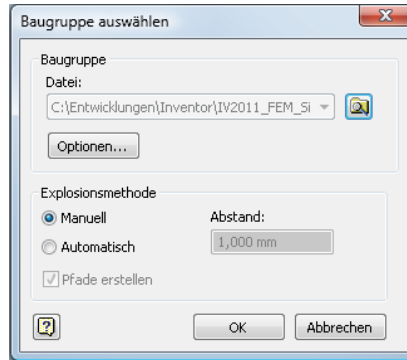 Baugruppe auswählen
Baugruppe
Datei:
C:\Entwicklungen\Inventor\IV2011_FEM_Si
Optionen...
Explosionsmethode
Manuell
Abstand:
Automatisch
1,000 mm
Pfade erstellen
OK
Abbrechen